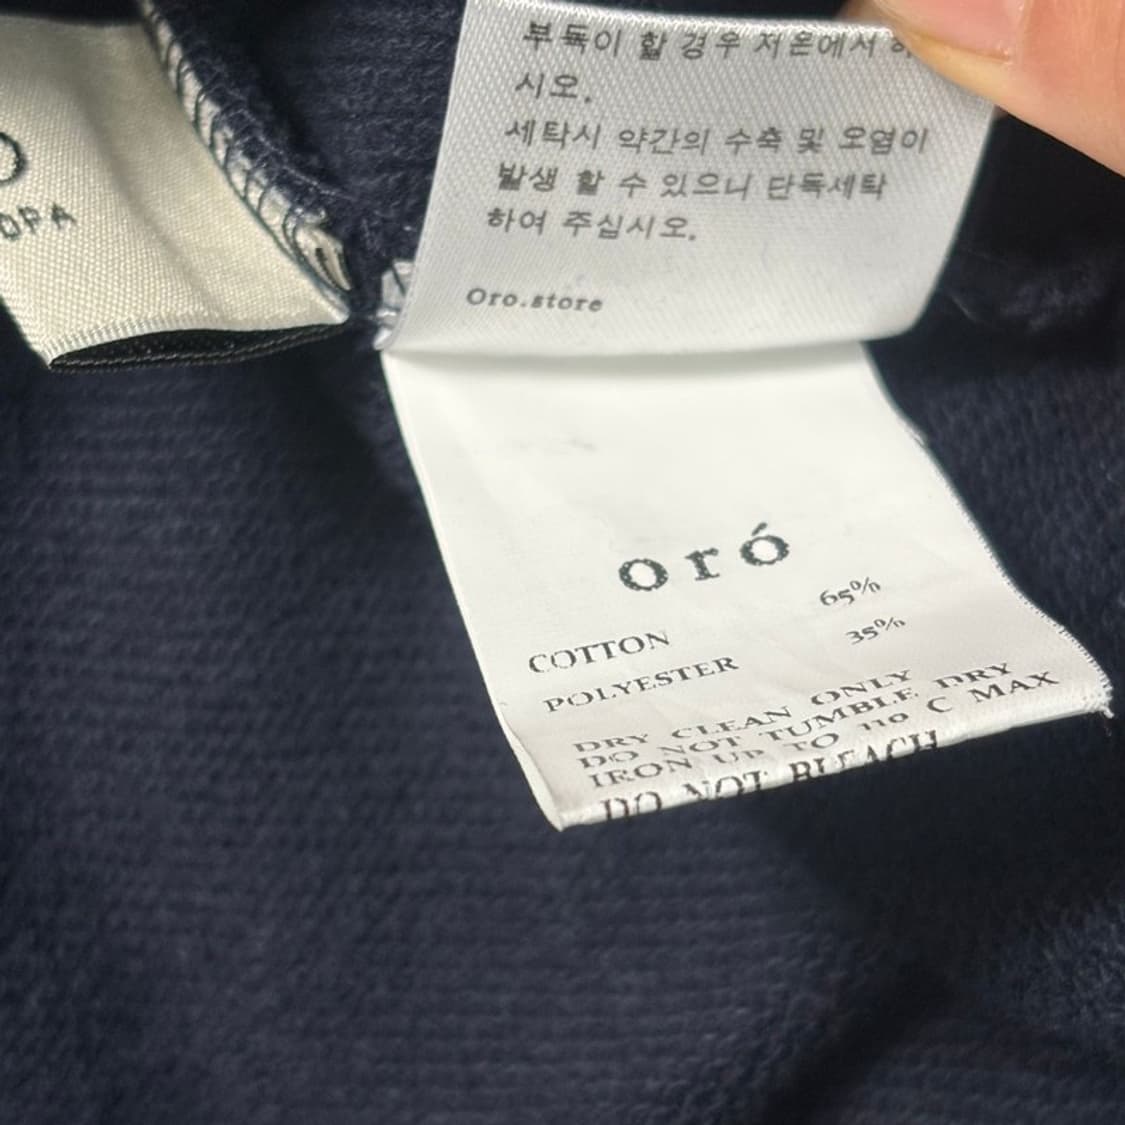 부득이 할 경우 저온에서
시오.
세탁시 약간의 수축 및 오염이
발생 할 수 있으니 단독세탁
하여 주십시오.
Oro.store
oró
COTTON 65%
POLYESTER 35%
DRY CLEAN ONLY
DO NOT TUMBLE DRY
IRON UP TO 110 C MAX
DO NOT BLEACH